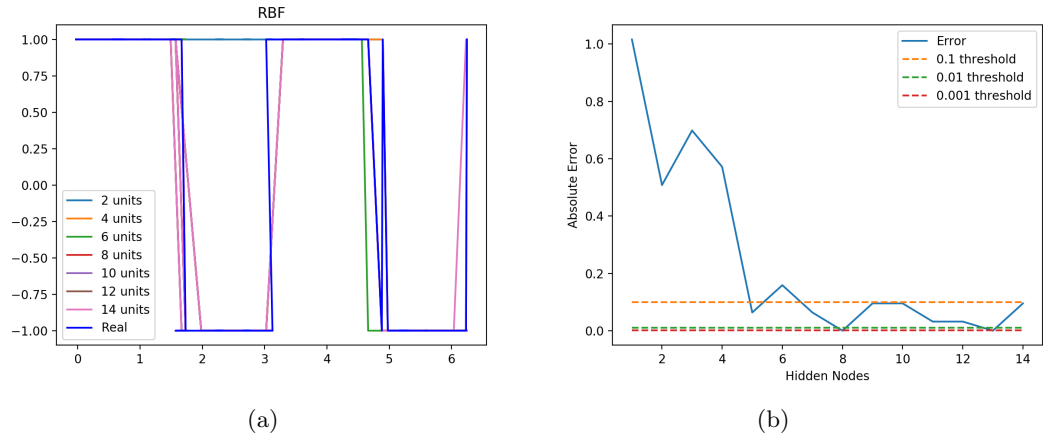 RBF
1.00
0.75
0.50
0.25
0.00
−0.25
−0.50
−0.75
−1.00
2 units
4 units
6 units
8 units
10 units
12 units
14 units
Real
0 1 2 3 4 5 6
(a)
Absolute Error
1.0
0.8
0.6
0.4
0.2
0.0
Error
0.1 threshold
0.01 threshold
0.001 threshold
2 4 6 8 10 12 14
Hidden Nodes
(b)